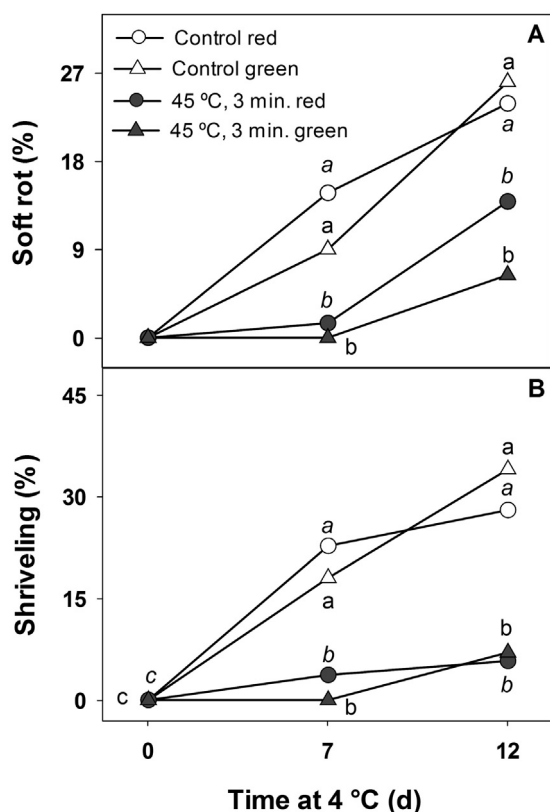 A
Control red
Control green
45 ºC, 3 min. red
45 ºC, 3 min. green
Soft rot (%)
27
18
9
0
a
a
a
a
b
b
b
b
B
Shriveling (%)
45
30
15
0
a
a
a
a
b
b
b
b
c
c
0
7
12
Time at 4 °C (d)